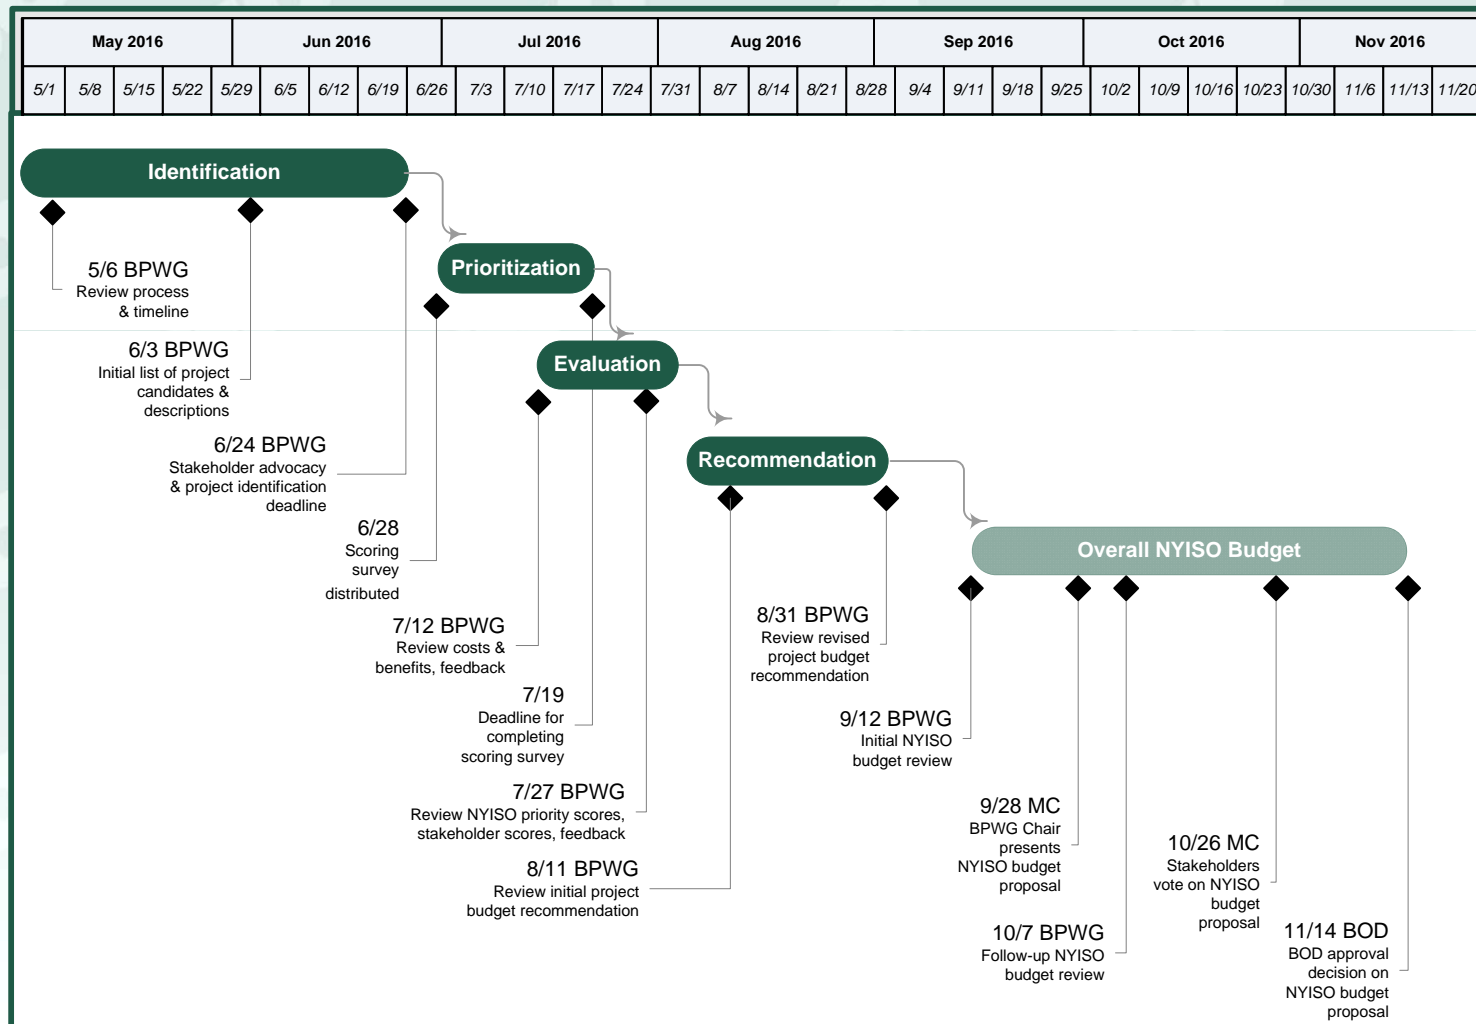 May 2016
Jun 2016
Jul 2016
Aug 2016
Sep 2016
Oct 2016
Nov 2016
5/1
5/8
5/15
5/22
5/29
6/5
6/12
6/19
6/26
7/3
7/10
7/17
7/24
7/31
8/7
8/14
8/21
8/28
9/4
9/11
9/18
9/25
10/2
10/9
10/16
10/23
10/30
11/6
11/13
11/20
Identification
5/6 BPWG
Review process
& timeline
6/3 BPWG
Initial list of project
candidates &
descriptions
6/24 BPWG
Stakeholder advocacy
& project identification
deadline
Prioritization
6/28
Scoring
survey
distributed
Evaluation
7/12 BPWG
Review costs &
benefits, feedback
7/19
Deadline for
completing
scoring survey
7/27 BPWG
Review NYISO priority scores,
stakeholder scores, feedback
Recommendation
8/11 BPWG
Review initial project
budget recommendation
8/31 BPWG
Review revised
project budget
recommendation
Overall NYISO Budget
9/12 BPWG
Initial NYISO
budget review
9/28 MC
BPWG Chair
presents
NYISO budget
proposal
10/7 BPWG
Follow-up NYISO
budget review
10/26 MC
Stakeholders
vote on NYISO
budget
proposal
11/14 BOD
BOD approval
decision on
NYISO budget
proposal